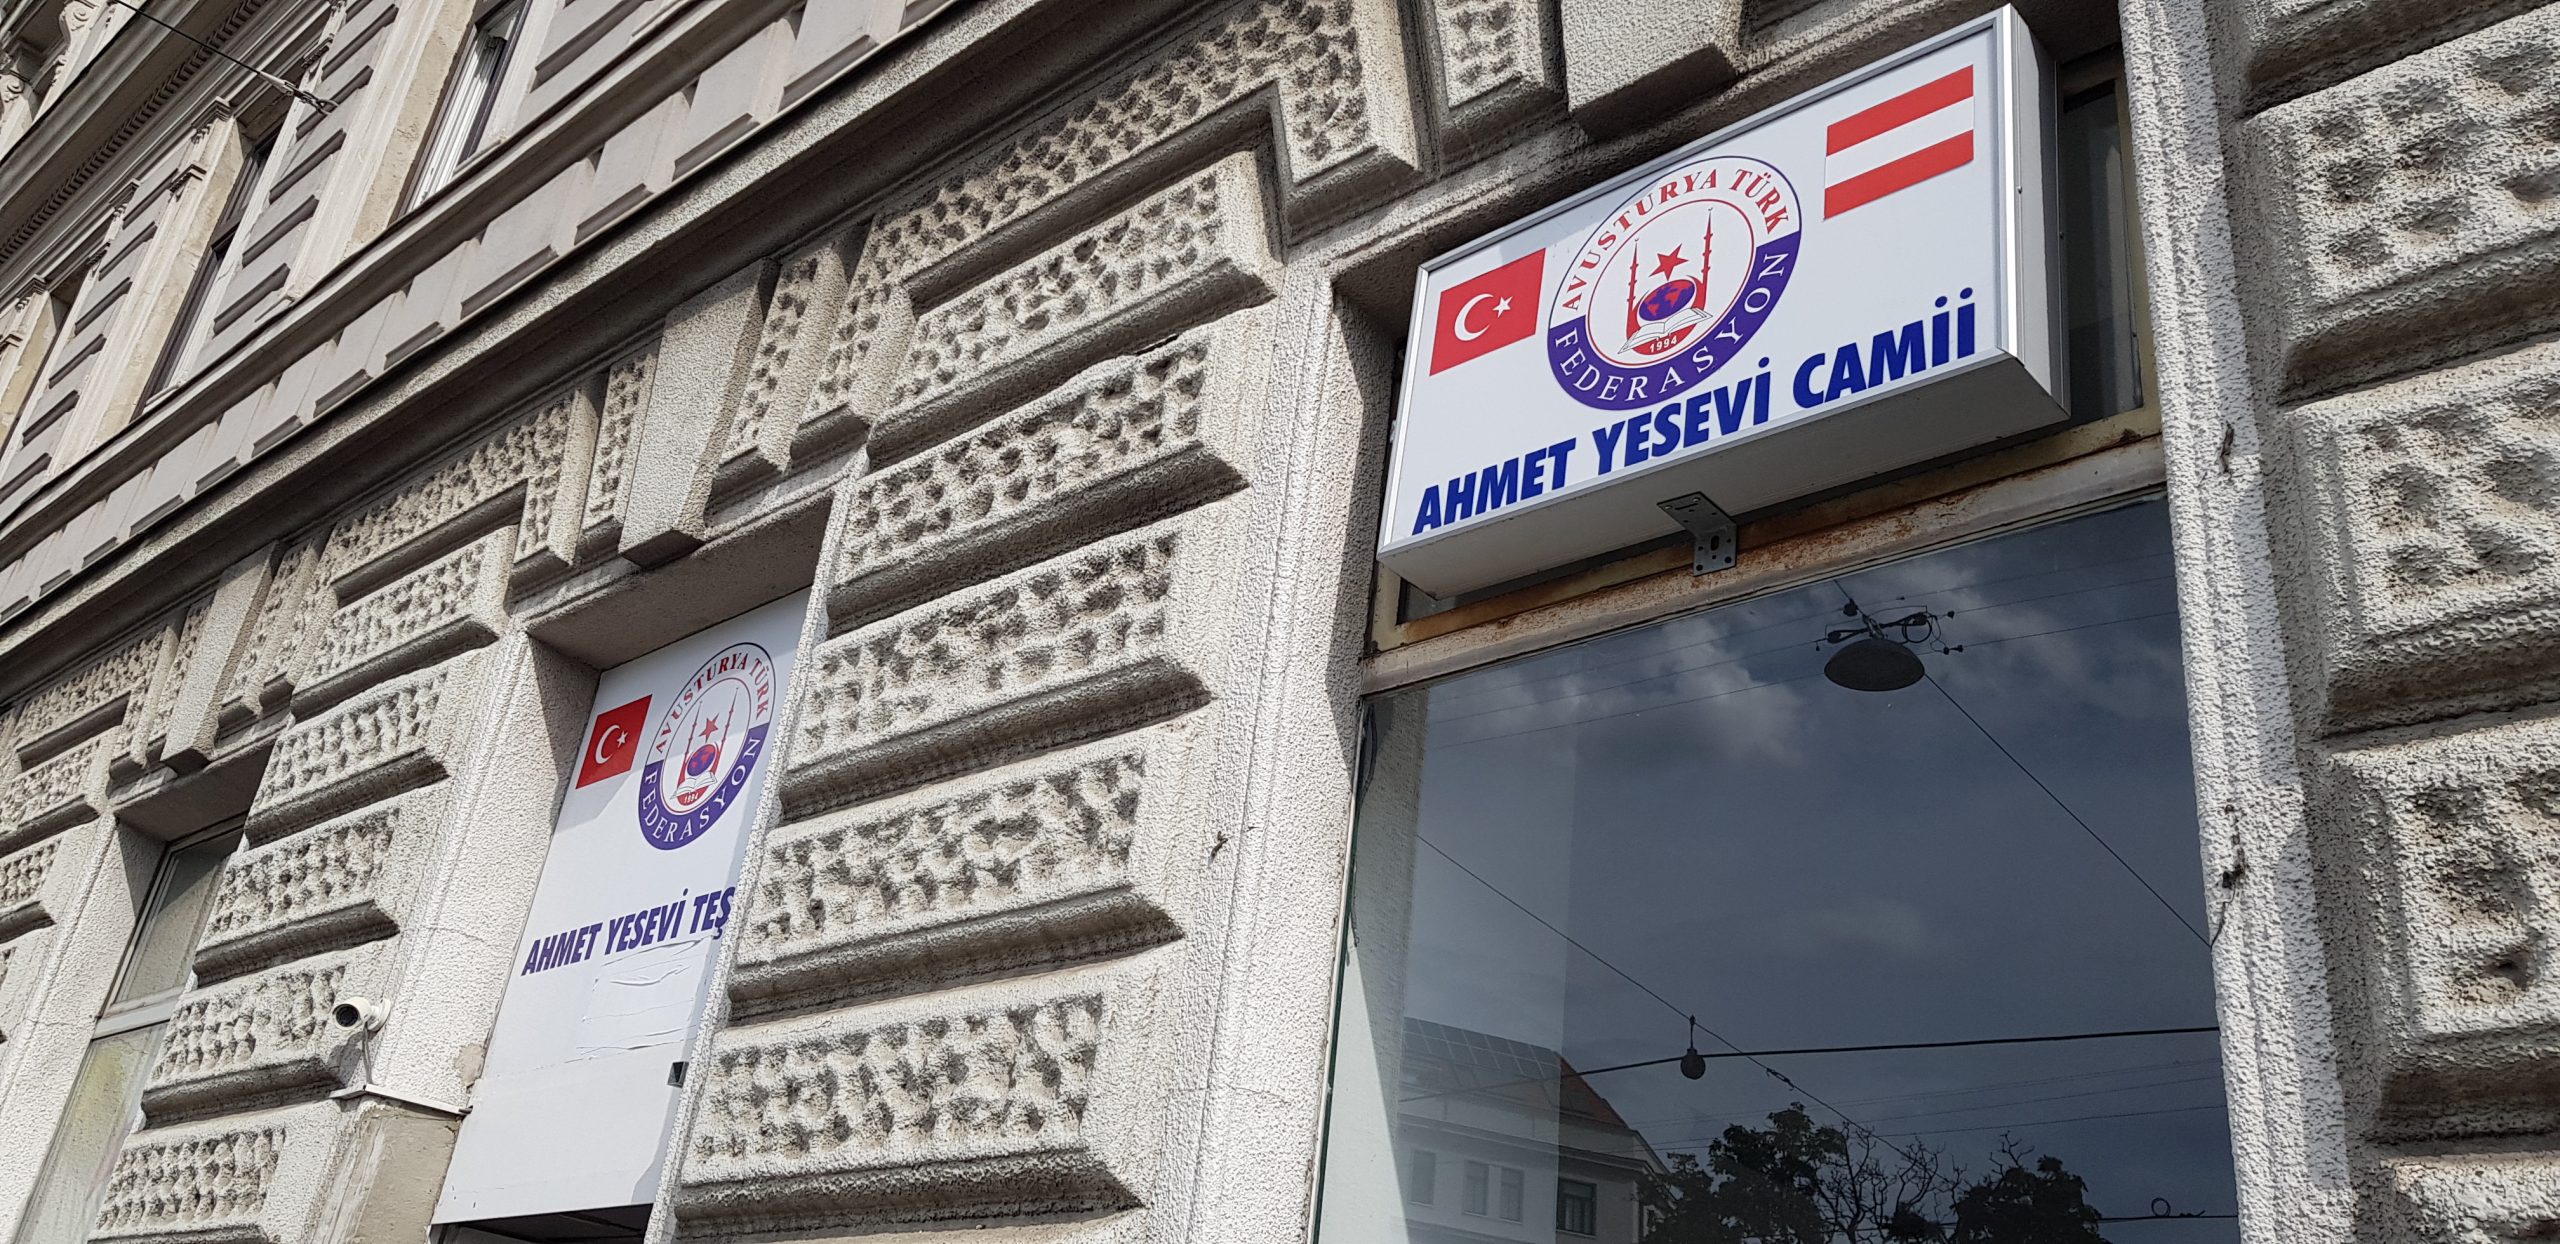 AVUSTURYA TÜRK
FEDERASYON
1994
AHMET YESEVİ CAMİİ
AVUSTURYA TÜRK
FEDERASYON
1994
AHMET YESEVİ TEŞ